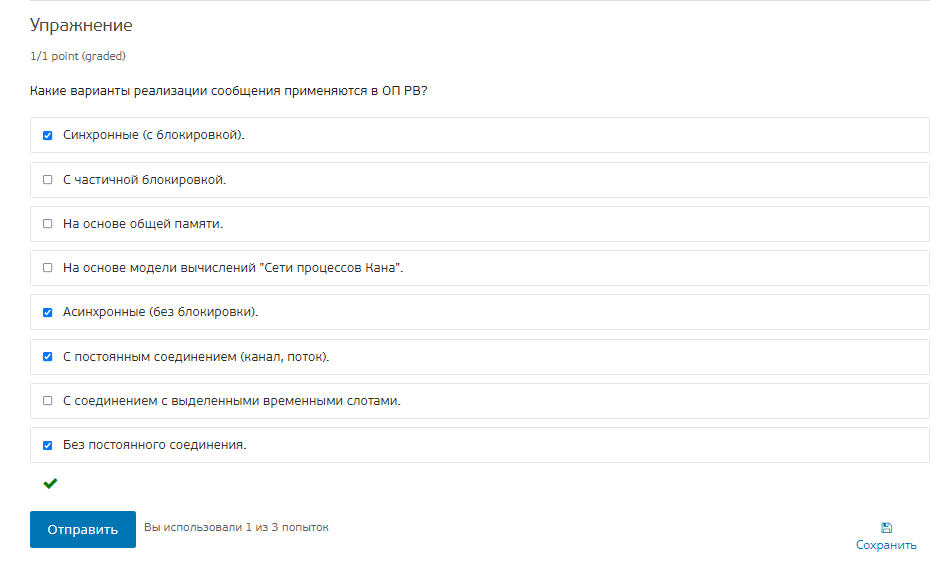 Упражнение
1/1 point (graded)
Какие варианты реализации сообщения применяются в ОП РВ?
Синхронные (с блокировкой).
С частичной блокировкой.
На основе общей памяти.
На основе модели вычислений "Сети процессов Кана".
Асинхронные (без блокировки).
С постоянным соединением (канал, поток).
С соединением с выделенными временными слотами.
Без постоянного соединения.
Отправить
Вы использовали 1 из 3 попыток
Сохранить